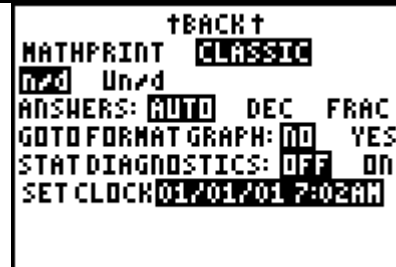 ↑BACK↑
MATHPRINT CLASSIC
n/d Un/d
ANSWERS: AUTO DEC FRAC
GOTO FORMAT GRAPH: NO YES
STAT DIAGNOSTICS: OFF ON
SET CLOCK 01/01/01 7:02AM